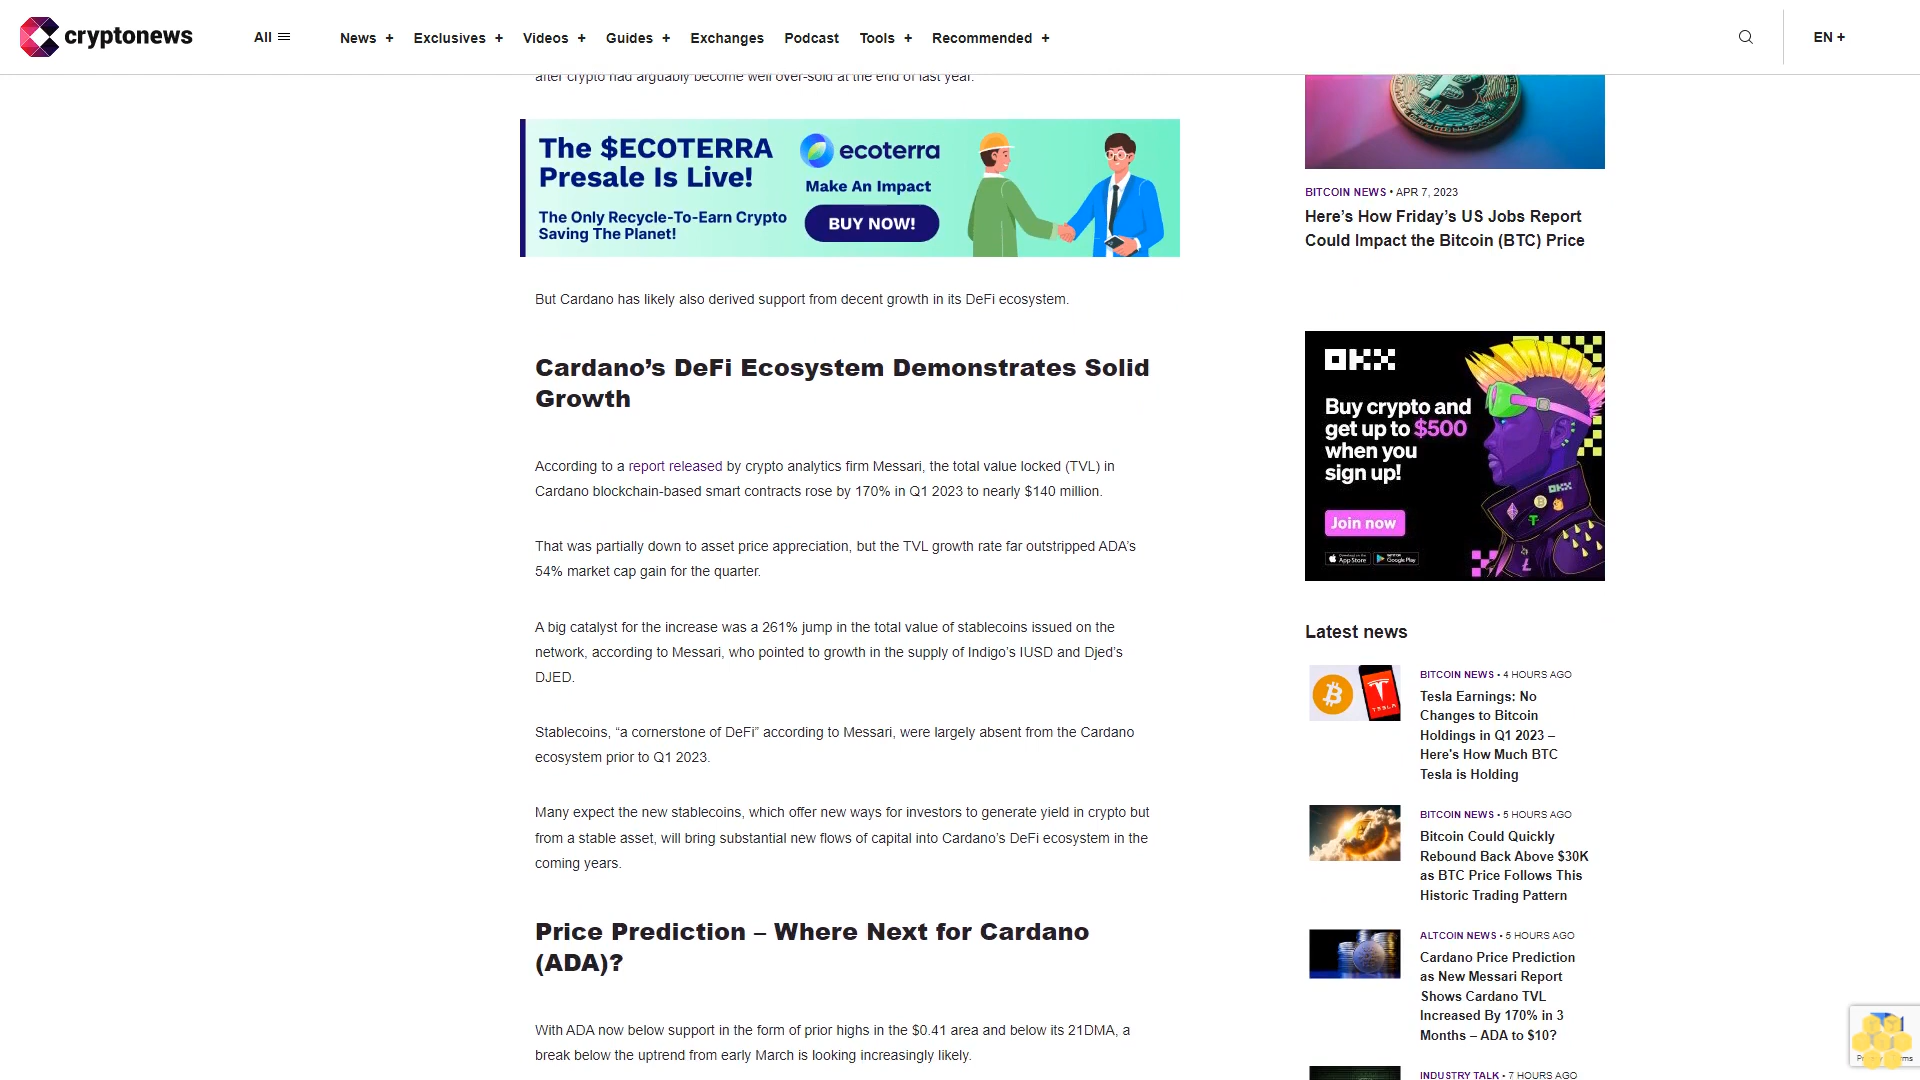 cryptonews
All
News +
Exclusives +
Videos +
Guides +
Exchanges
Podcast
Tools +
Recommended +
EN +
after crypto had arguably become well over-sold at the end of last year.
The $ECOTERRA
Presale Is Live!
The Only Recycle-To-Earn Crypto
Saving The Planet!
ecoterra
Make An Impact
BUY NOW!
But Cardano has likely also derived support from decent growth in its DeFi ecosystem.
Cardano’s DeFi Ecosystem Demonstrates Solid
Growth
According to a report released by crypto analytics firm Messari, the total value locked (TVL) in
Cardano blockchain-based smart contracts rose by 170% in Q1 2023 to nearly $140 million.
That was partially down to asset price appreciation, but the TVL growth rate far outstripped ADA’s
54% market cap gain for the quarter.
A big catalyst for the increase was a 261% jump in the total value of stablecoins issued on the
network, according to Messari, who pointed to growth in the supply of Indigo’s IUSD and Djed’s
DJED.
Stablecoins, “a cornerstone of DeFi” according to Messari, were largely absent from the Cardano
ecosystem prior to Q1 2023.
Many expect the new stablecoins, which offer new ways for investors to generate yield in crypto but
from a stable asset, will bring substantial new flows of capital into Cardano’s DeFi ecosystem in the
coming years.
Price Prediction – Where Next for Cardano
(ADA)?
With ADA now below support in the form of prior highs in the $0.41 area and below its 21DMA, a
break below the uptrend from early March is looking increasingly likely.
BITCOIN NEWS • APR 7, 2023
Here’s How Friday’s US Jobs Report
Could Impact the Bitcoin (BTC) Price
OKX
Buy crypto and
get up to $500
when you
sign up!
Join now
Download on the
App Store
Google Play
OKX
Latest news
TESLA
BITCOIN NEWS • 4 HOURS AGO
Tesla Earnings: No
Changes to Bitcoin
Holdings in Q1 2023 –
Here's How Much BTC
Tesla is Holding
BITCOIN NEWS • 5 HOURS AGO
Bitcoin Could Quickly
Rebound Back Above $30K
as BTC Price Follows This
Historic Trading Pattern
ALTCOIN NEWS • 5 HOURS AGO
Cardano Price Prediction
as New Messari Report
Shows Cardano TVL
Increased By 170% in 3
Months – ADA to $10?
INDUSTRY TALK • 7 HOURS AGO